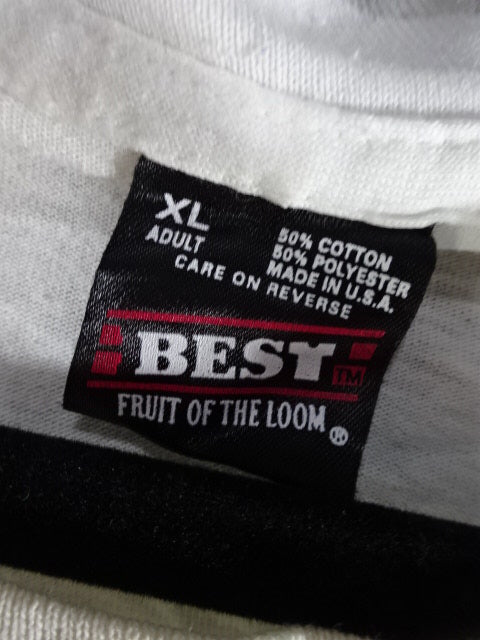 XL
ADULT
50% COTTON
50% POLYESTER
MADE IN U.S.A.
CARE ON REVERSE
BEST TM
FRUIT OF THE LOOM ®